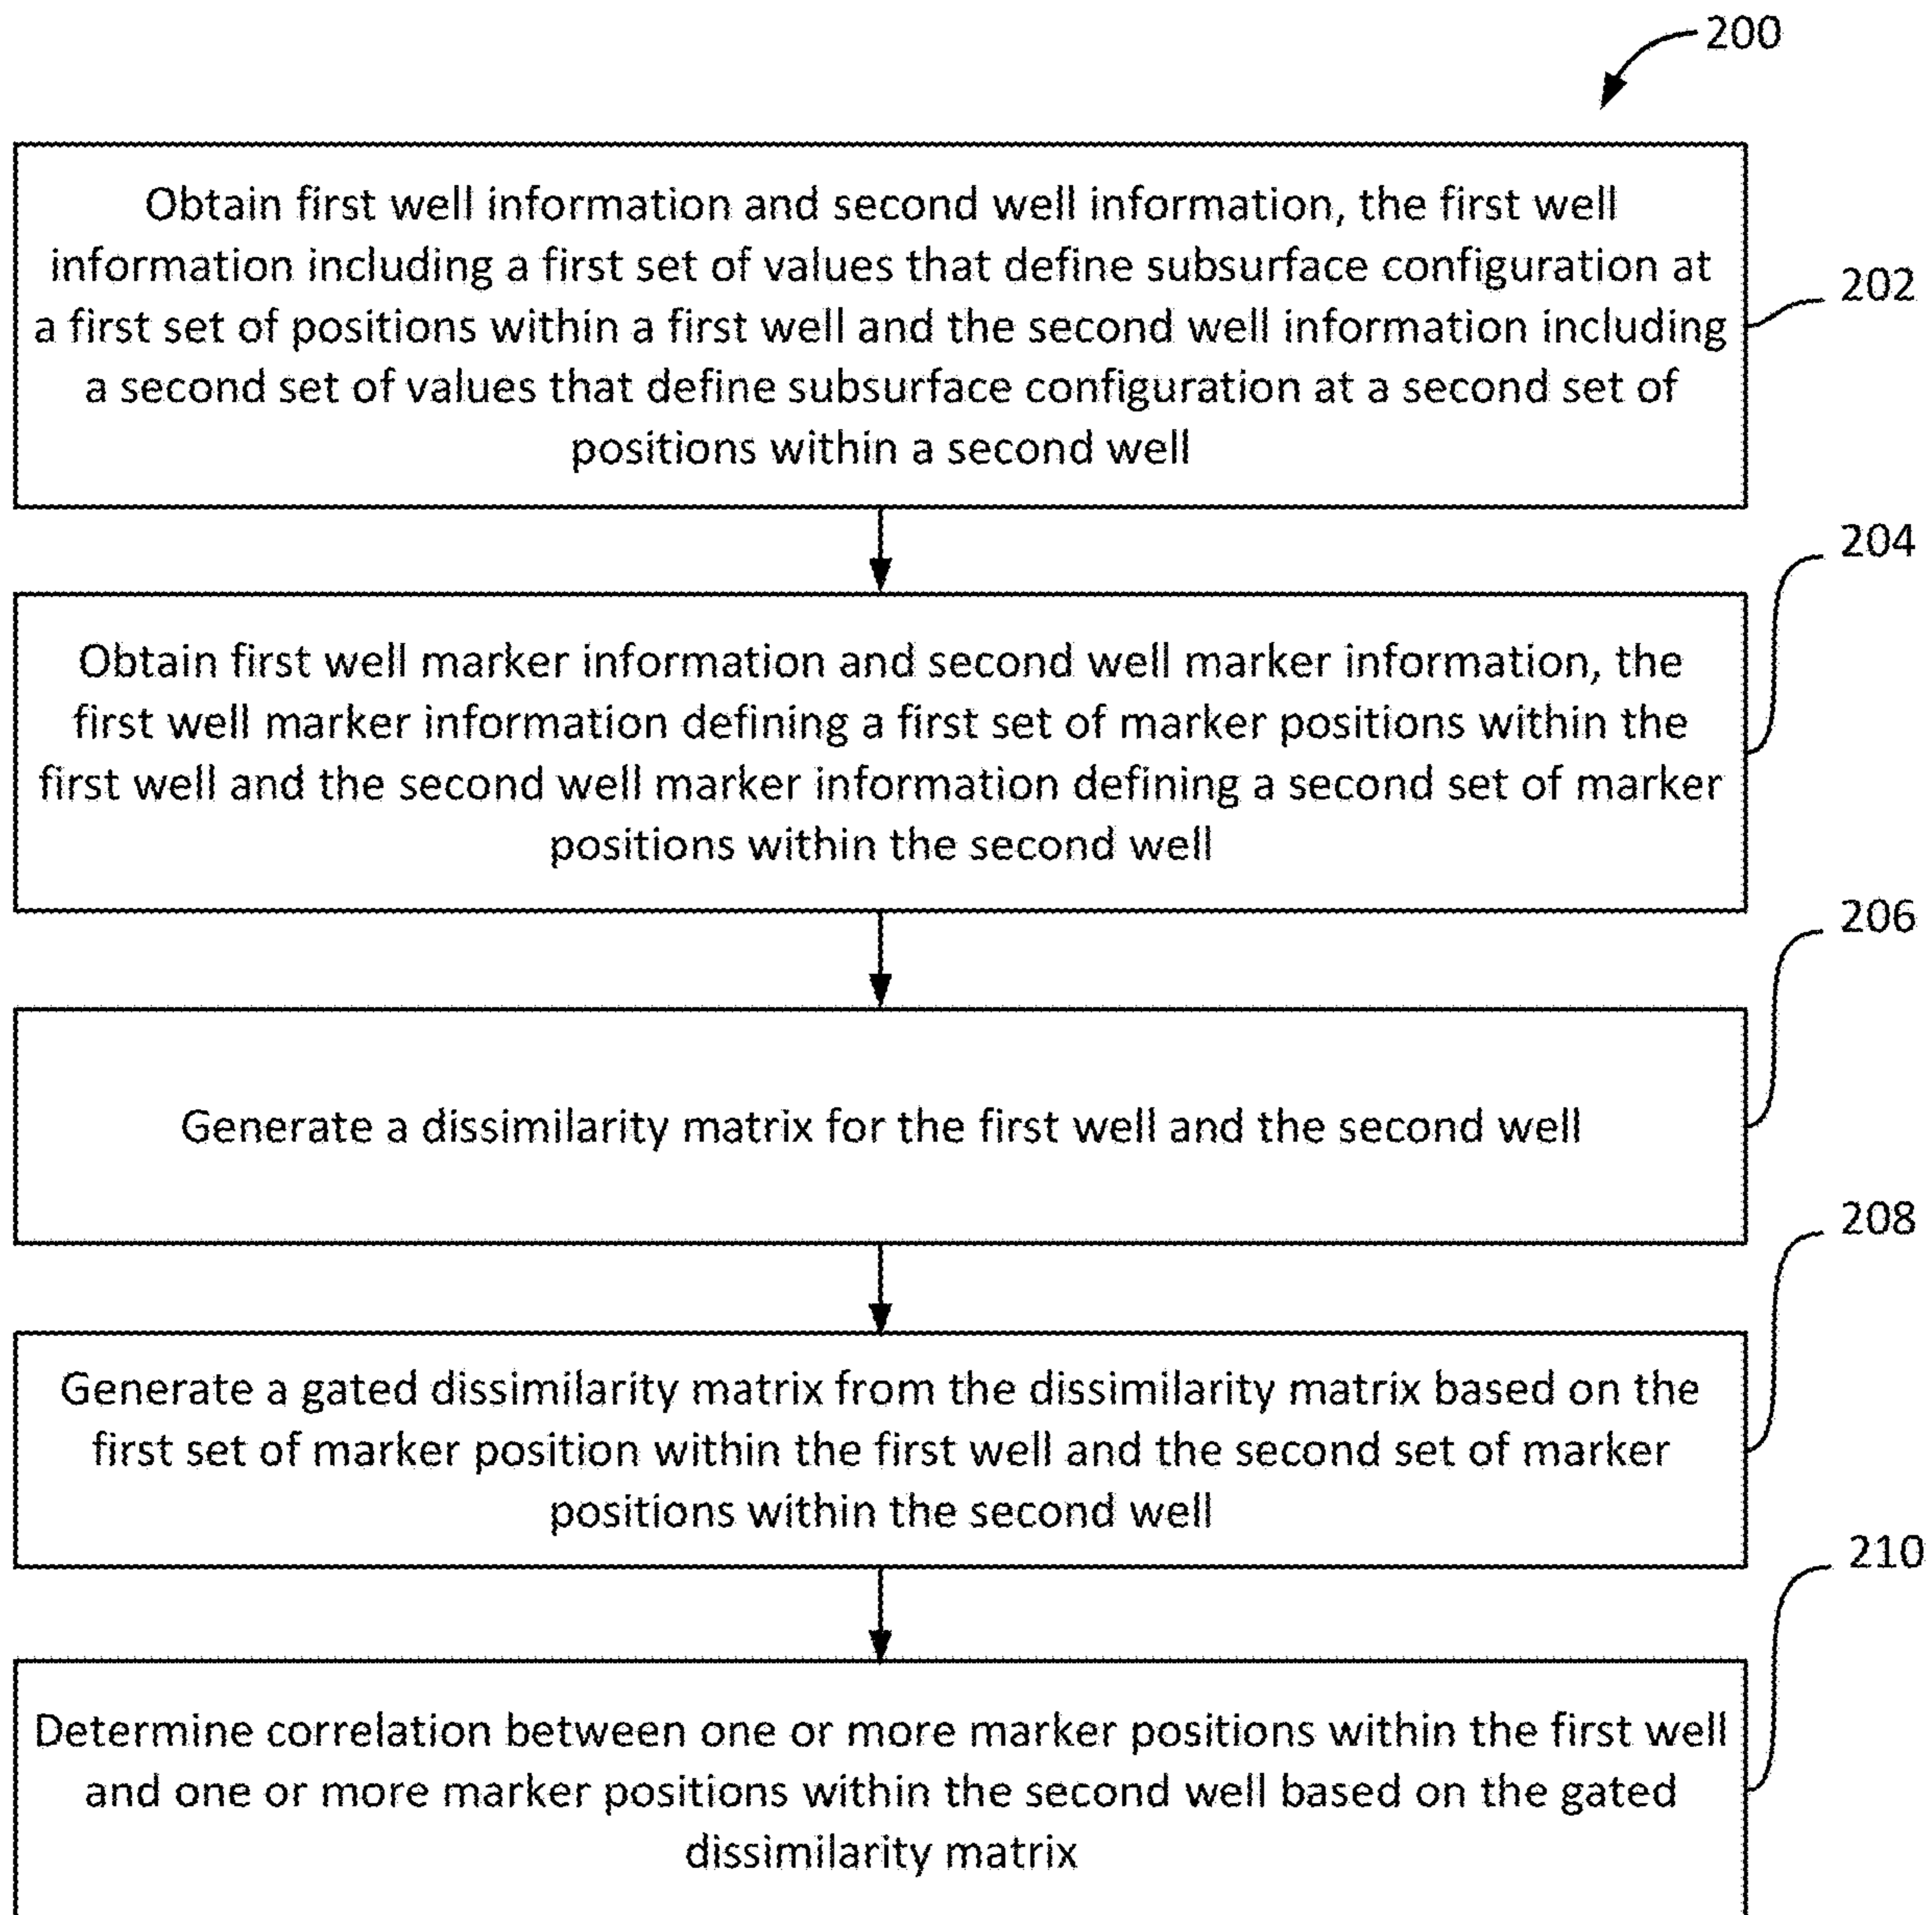 200
Obtain first well information and second well information, the first well
information including a first set of values that define subsurface configuration at
a first set of positions within a first well and the second well information including
a second set of values that define subsurface configuration at a second set of
positions within a second well
202
204
Obtain first well marker information and second well marker information, the
first well marker information defining a first set of marker positions within the
first well and the second well marker information defining a second set of marker
positions within the second well
206
Generate a dissimilarity matrix for the first well and the second well
208
Generate a gated dissimilarity matrix from the dissimilarity matrix based on the
first set of marker position within the first well and the second set of marker
positions within the second well
210
Determine correlation between one or more marker positions within the first well
and one or more marker positions within the second well based on the gated
dissimilarity matrix